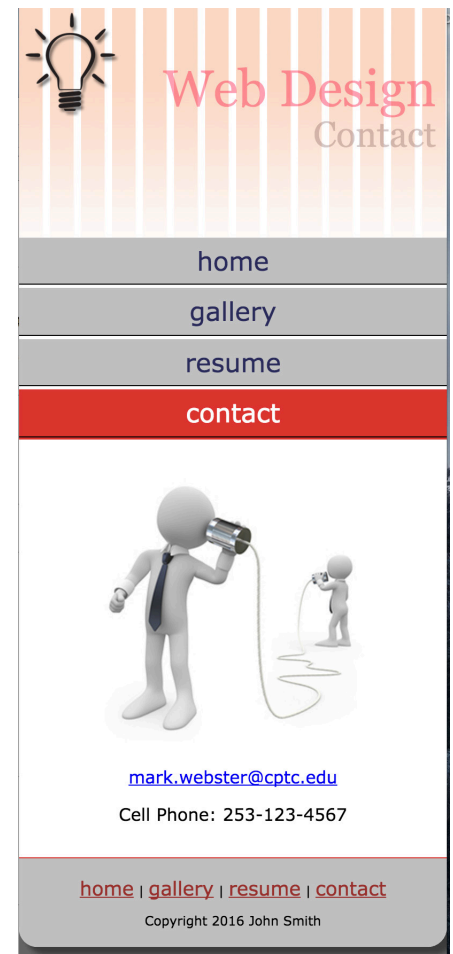 Web Design
Contact
home
gallery
resume
contact
mark.webster@cptc.edu
Cell Phone: 253-123-4567
home | gallery | resume | contact
Copyright 2016 John Smith